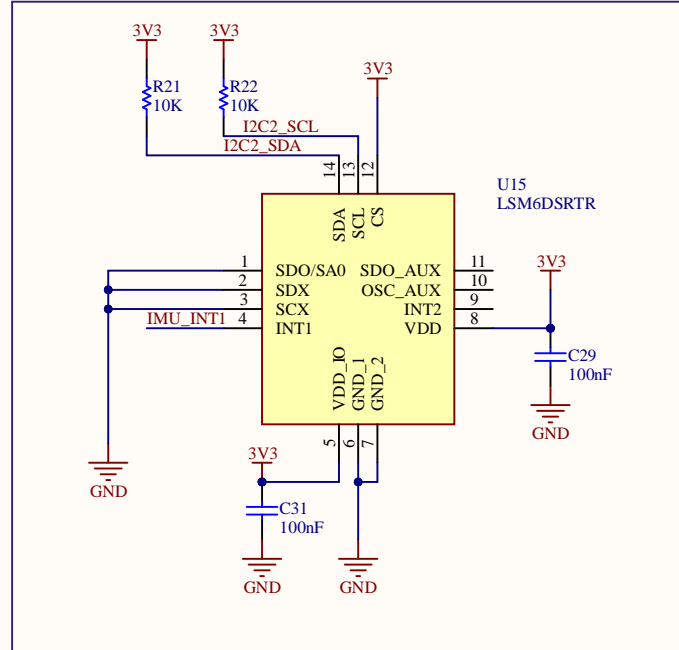 3V3
3V3
3V3
R21
10K
R22
10K
I2C2_SCL
I2C2_SDA
14
13
12
U15
LSM6DSRTR
SDA
SCL
CS
1
SDO/SA0
SDO_AUX
11
3V3
2
SDX
OSC_AUX
10
3
SCX
INT2
9
IMU_INT1
4
INT1
VDD
8
C29
100nF
VDD_IO
GND_1
GND_2
GND
5
6
7
3V3
GND
C31
100nF
GND
GND